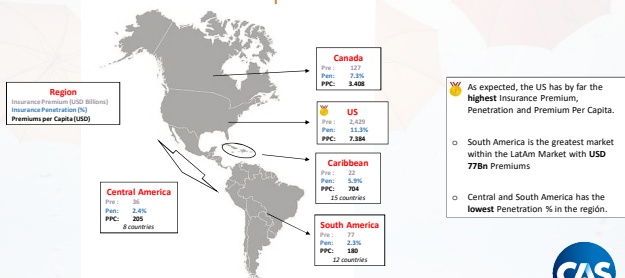 Region
Insurance Premium (USD Billions)
Insurance Penetration (%)
Premiums per Capita (USD)
Canada
Pre : 127
Pen: 7.3%
PPC: 3.408
US
Pre : 2,429
Pen: 11.3%
PPC: 7.384
Caribbean
Pre : 22
Pen: 5.9%
PPC: 704
15 countries
Central America
Pre : 36
Pen: 2.4%
PPC: 205
8 countries
South America
Pre : 77
Pen: 2.3%
PPC: 180
12 countries
As expected, the US has by far the
highest Insurance Premium,
Penetration and Premium Per Capita.
o South America is the greatest market
within the LatAm Market with USD
77Bn Premiums
o Central and South America has the
lowest Penetration % in the región.
CAS